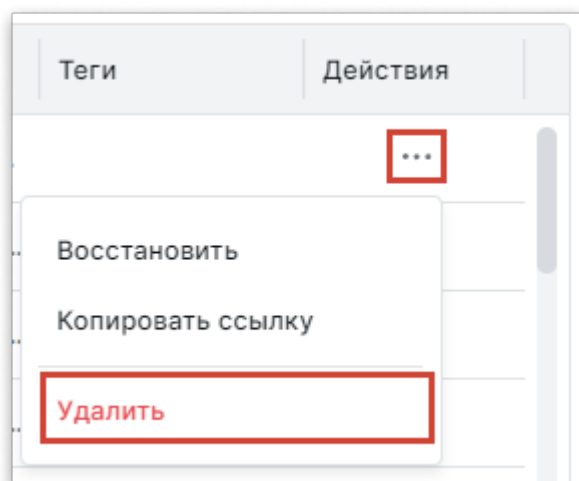 Теги Действия
...
Восстановить
Копировать ссылку
Удалить